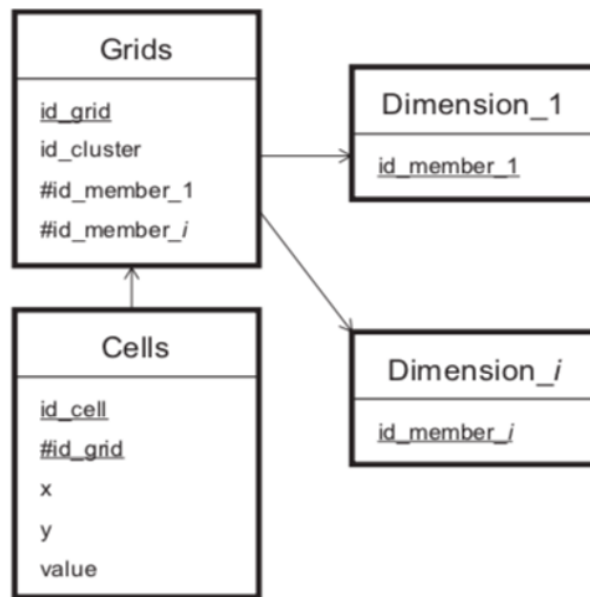 Grids
id_grid
id_cluster
#id_member_1
#id_member_i
Dimension_1
id_member_1
Cells
id_cell
#id_grid
x
y
value
Dimension_i
id_member_i